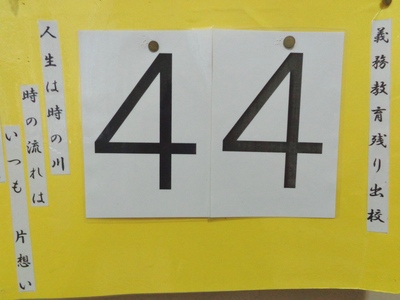 義務教育残り出校
44
人生は時の川
時の流れは
いつも 片想い